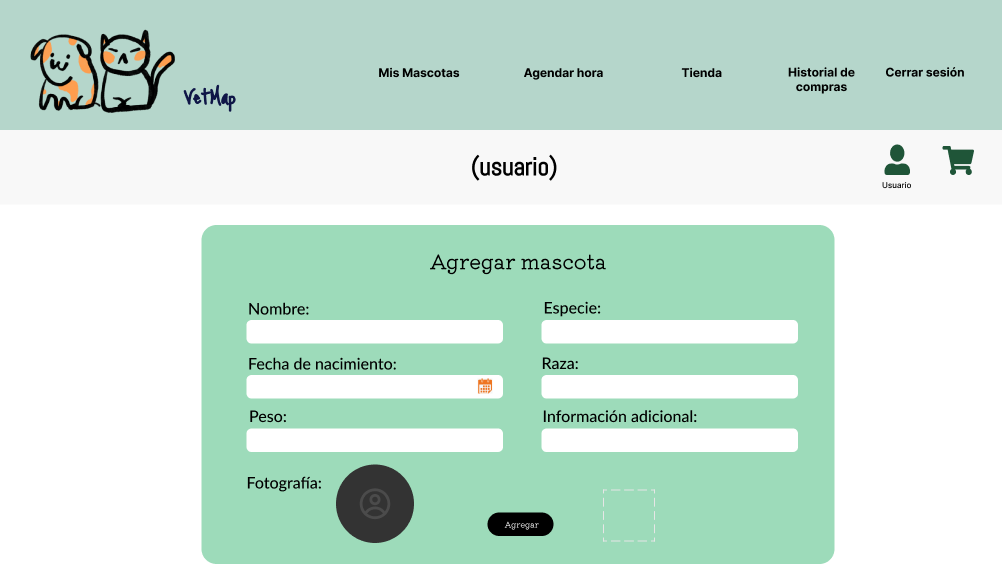 VetMap
Mis Mascotas
Agendar hora
Tienda
Historial de
compras
Cerrar sesión
(usuario)
Usuario
Agregar mascota
Nombre:
Especie:
Fecha de nacimiento:
Raza:
Peso:
Información adicional:
Fotografía:
Agregar